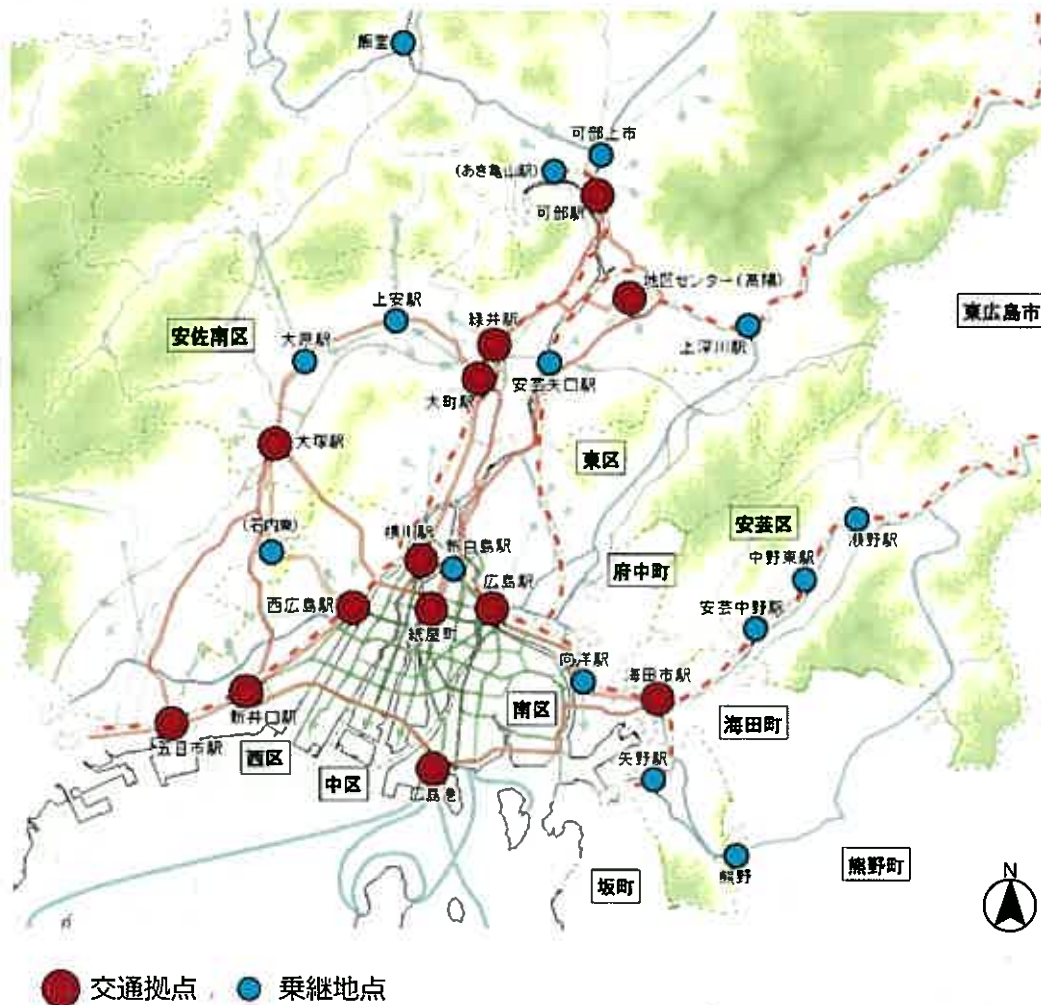 飯室
可部上市
(あき亀山駅)
可部駅
地区センター(高陽)
東広島市
上安駅
緑井駅
安佐南区
大原駅
上深川駅
安芸矢口駅
大町駅
大塚駅
東区
安芸区
瀬野駅
(石内東)
横川駅
新白島駅
中野東駅
府中町
西広島駅
広島駅
紙屋町
安芸中野駅
向洋駅
海田市駅
南区
海田町
新井口駅
五日市駅
西区
中区
矢野駅
広島港
熊野
坂町
熊野町
N
交通拠点
乗継地点